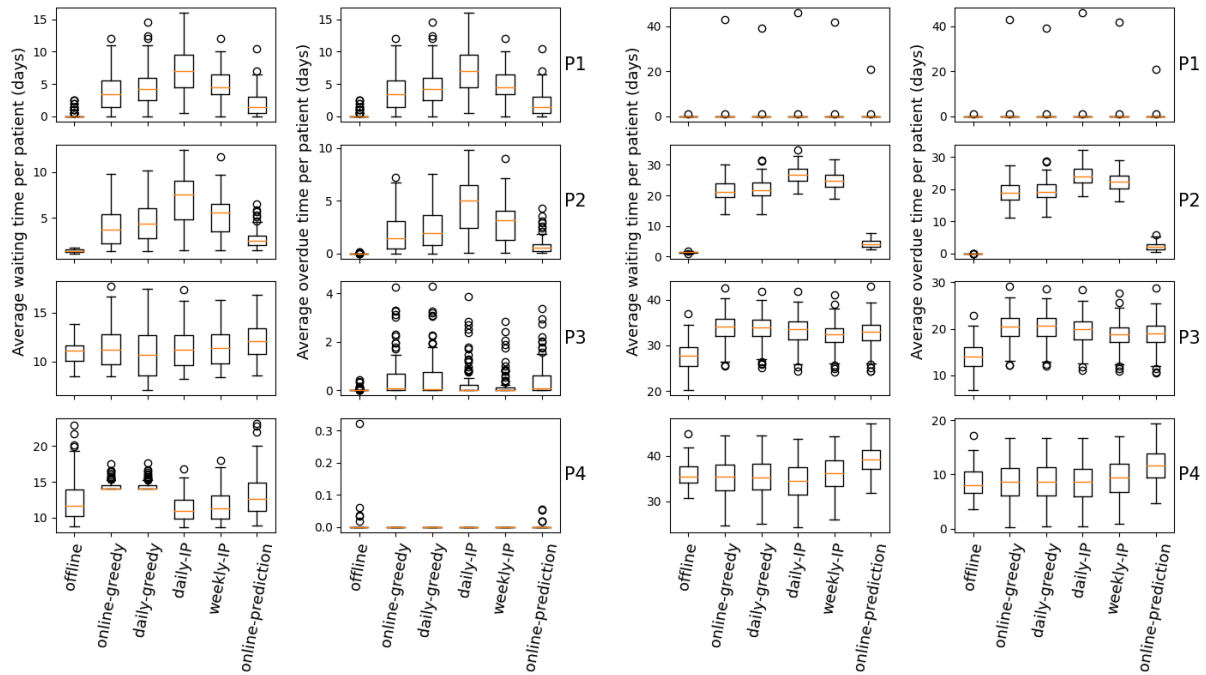 Average waiting time per patient (days)
Average overdue time per patient (days)
Average waiting time per patient (days)
Average overdue time per patient (days)
15
10
5
0
15
10
5
0
P1
40
20
0
40
20
0
P1
10
5
10
5
0
P2
30
20
10
0
30
20
10
0
P2
15
10
4
2
0
P3
40
30
20
30
20
10
P3
20
15
10
0.3
0.2
0.1
0.0
P4
40
30
20
10
0
P4
offline
online-greedy
daily-greedy
daily-IP
weekly-IP
online-prediction
offline
online-greedy
daily-greedy
daily-IP
weekly-IP
online-prediction
offline
online-greedy
daily-greedy
daily-IP
weekly-IP
online-prediction
offline
online-greedy
daily-greedy
daily-IP
weekly-IP
online-prediction